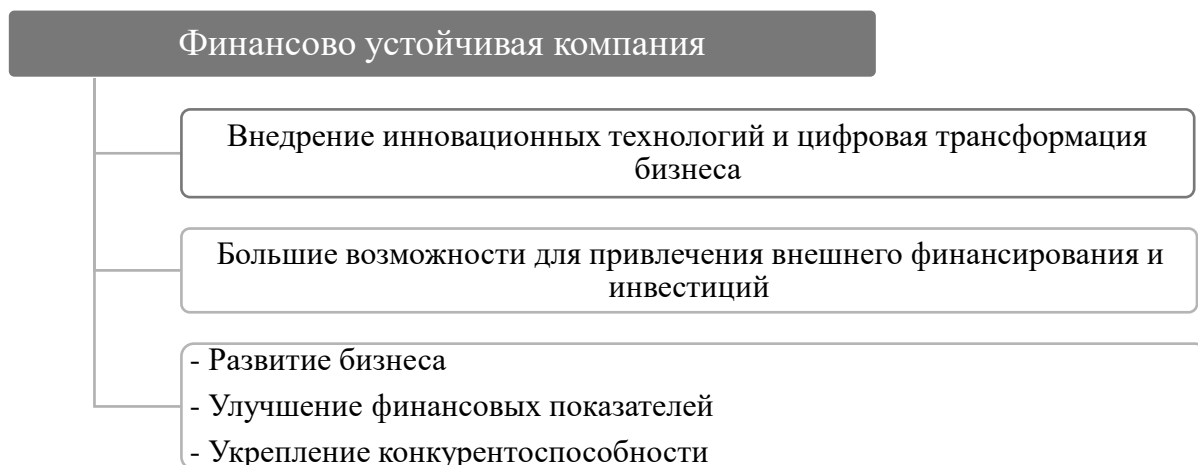 Финансово устойчивая компания
Внедрение инновационных технологий и цифровая трансформация
бизнеса
Большие возможности для привлечения внешнего финансирования и
инвестиций
- Развитие бизнеса
- Улучшение финансовых показателей
- Укрепление конкурентоспособности